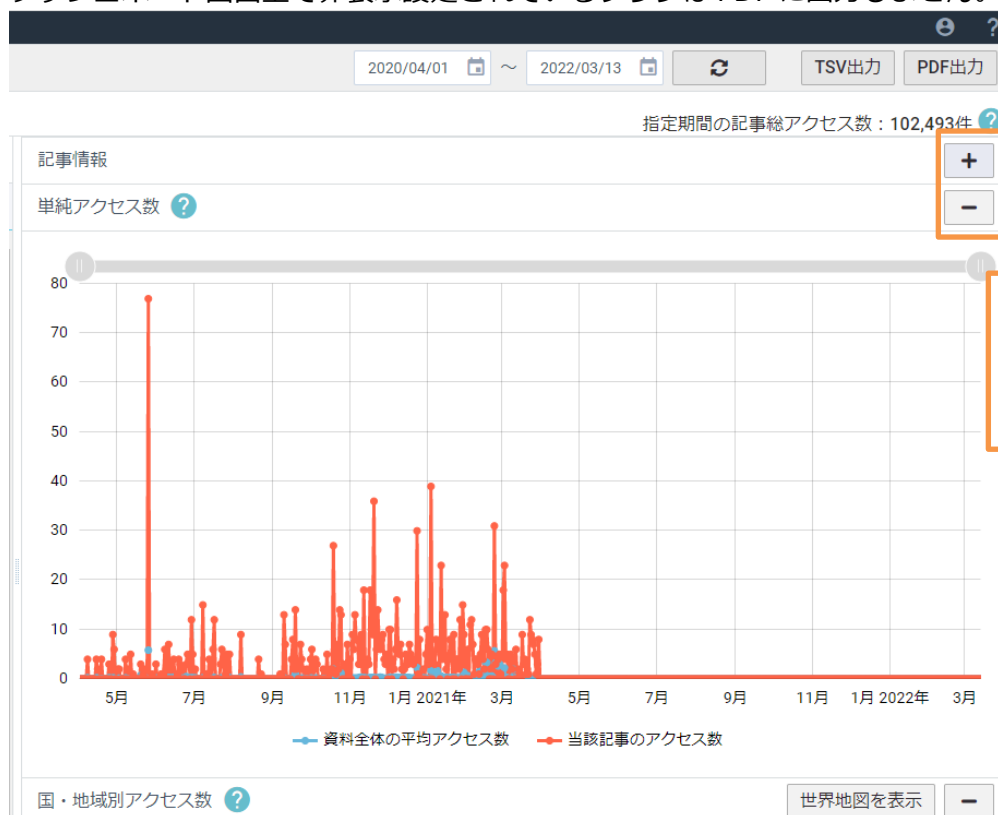 2020/04/01 ～ 2022/03/13 TSV出力 PDF出力
指定期間の記事総アクセス数：102,493件 ?
記事情報 +
単純アクセス数 ? −
80
70
60
50
40
30
20
10
0
5月 7月 9月 11月 1月 2021年 3月 5月 7月 9月 11月 1月 2022年 3月
資料全体の平均アクセス数 当該記事のアクセス数
国・地域別アクセス数 ? 世界地図を表示 −